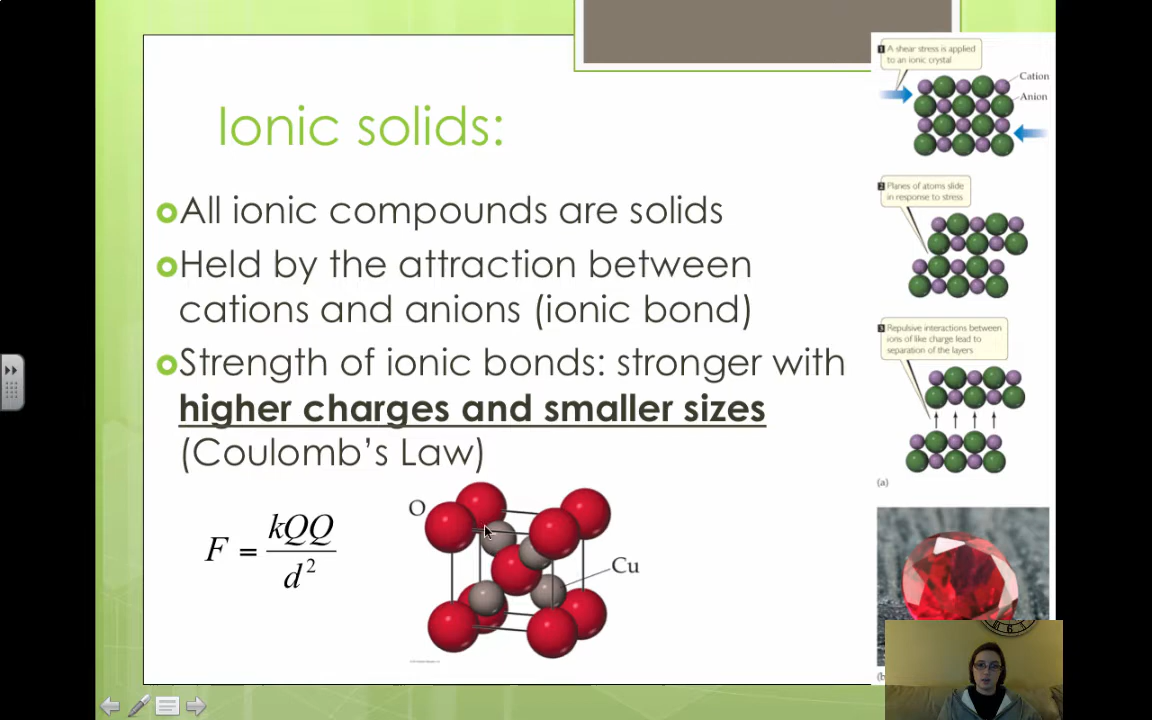 Ionic solids:
All ionic compounds are solids
Held by the attraction between
cations and anions (ionic bond)
Strength of ionic bonds: stronger with
higher charges and smaller sizes
(Coulomb's Law)
F = kQQ
d²
O
Cu
1 A shear stress is applied
to an ionic crystal
Cation
Anion
2 Planes of atoms slide
in response to stress
3 Repulsive interactions between
ions of like charge lead to
separation of the layers
(a)